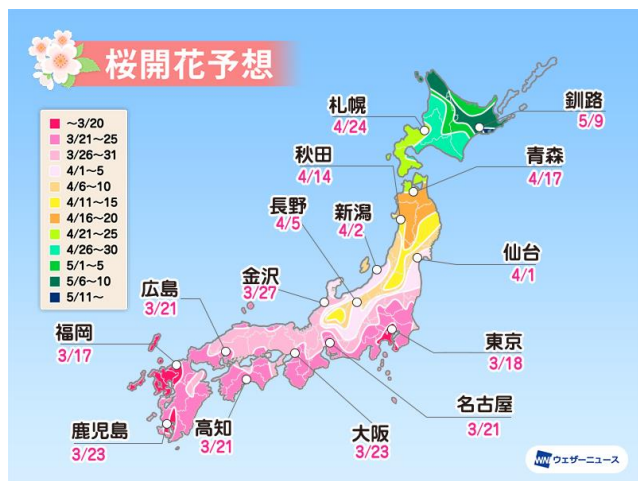 桜開花予想
～3/20
3/21～25
3/26～31
4/1～5
4/6～10
4/11～15
4/16～20
4/21～25
4/26～30
5/1～5
5/6～10
5/11～
札幌
4/24
釧路
5/9
秋田
4/14
青森
4/17
長野
4/5
新潟
4/2
仙台
4/1
金沢
3/27
広島
3/21
福岡
3/17
東京
3/18
名古屋
3/21
鹿児島
3/23
高知
3/21
大阪
3/23
WN ウェザーニュース